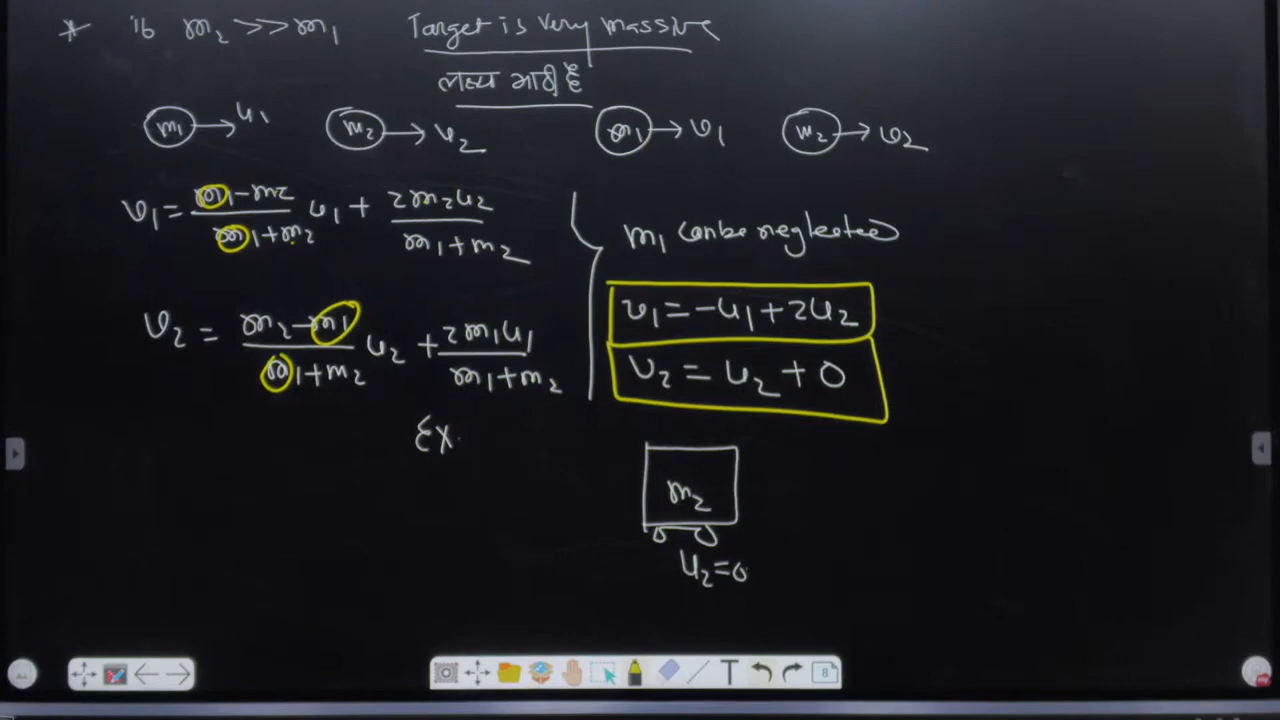 * if m₂ >> m₁ Target is very massive
लक्ष्य भारी है
m₁ → u₁ m₂ → u₂ m₁ → v₁ m₂ → v₂
v₁ = (m₁-m₂)/(m₁+m₂) u₁ + 2m₂u₂/(m₁+m₂)
m₁ can be neglected
v₁ = -u₁ + 2u₂
v₂ = (m₂-m₁)/(m₁+m₂) u₂ + 2m₁u₁/(m₁+m₂)
v₂ = u₂ + 0
Ex.
m₂
u₂=0
T
8